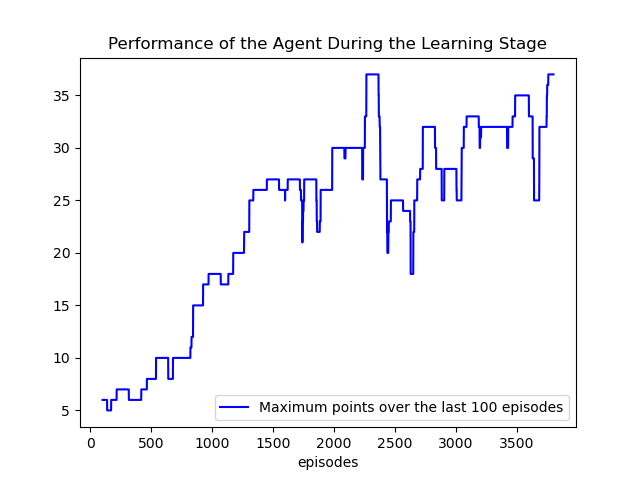 Performance of the Agent During the Learning Stage
35
30
25
20
15
10
5
Maximum points over the last 100 episodes
0 500 1000 1500 2000 2500 3000 3500
episodes